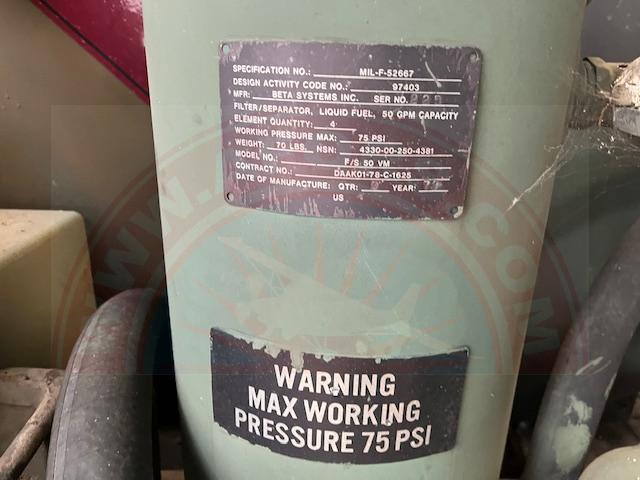 SPECIFICATION NO.: MIL-F-52667
DESIGN ACTIVITY CODE NO.: 97403
MFR: BETA SYSTEMS INC. SER NO.
FILTER/SEPARATOR, LIQUID FUEL, 50 GPM CAPACITY
ELEMENT QUANTITY: 4
WORKING PRESSURE MAX: 75 PSI
WEIGHT: 70 LBS. NSN: 4330-00-250-4381
MODEL NO.: F/S 50 VM
CONTRACT NO.: DAAK01-78-C-1625
DATE OF MANUFACTURE: QTR: YEAR:
US
WARNING
MAX WORKING
PRESSURE 75 PSI